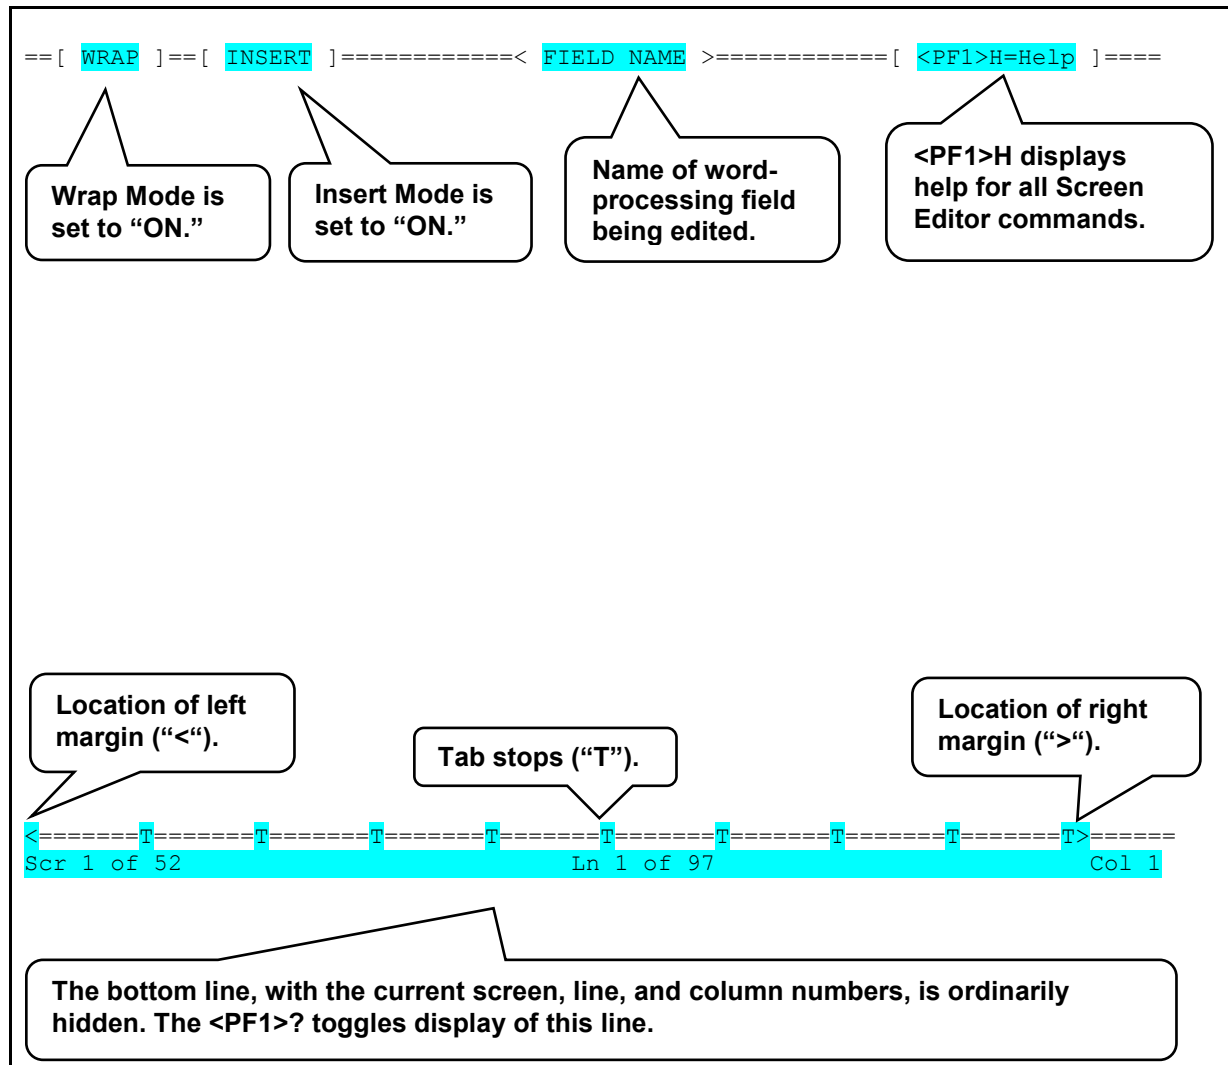 ==[ WRAP ]==[ INSERT ]============< FIELD NAME >============[ <PF1>H=Help ]====
Wrap Mode is
set to “ON.”
Insert Mode is
set to “ON.”
Name of word-
processing field
being edited.
<PF1>H displays
help for all Screen
Editor commands.
Location of left
margin (“<“).
Tab stops (“T”).
Location of right
margin (“>“).
<=======T=======T=======T=======T=======T=======T=======T=======T=======T>======
Scr 1 of 52 Ln 1 of 97 Col 1
The bottom line, with the current screen, line, and column numbers, is ordinarily
hidden. The <PF1>? toggles display of this line.